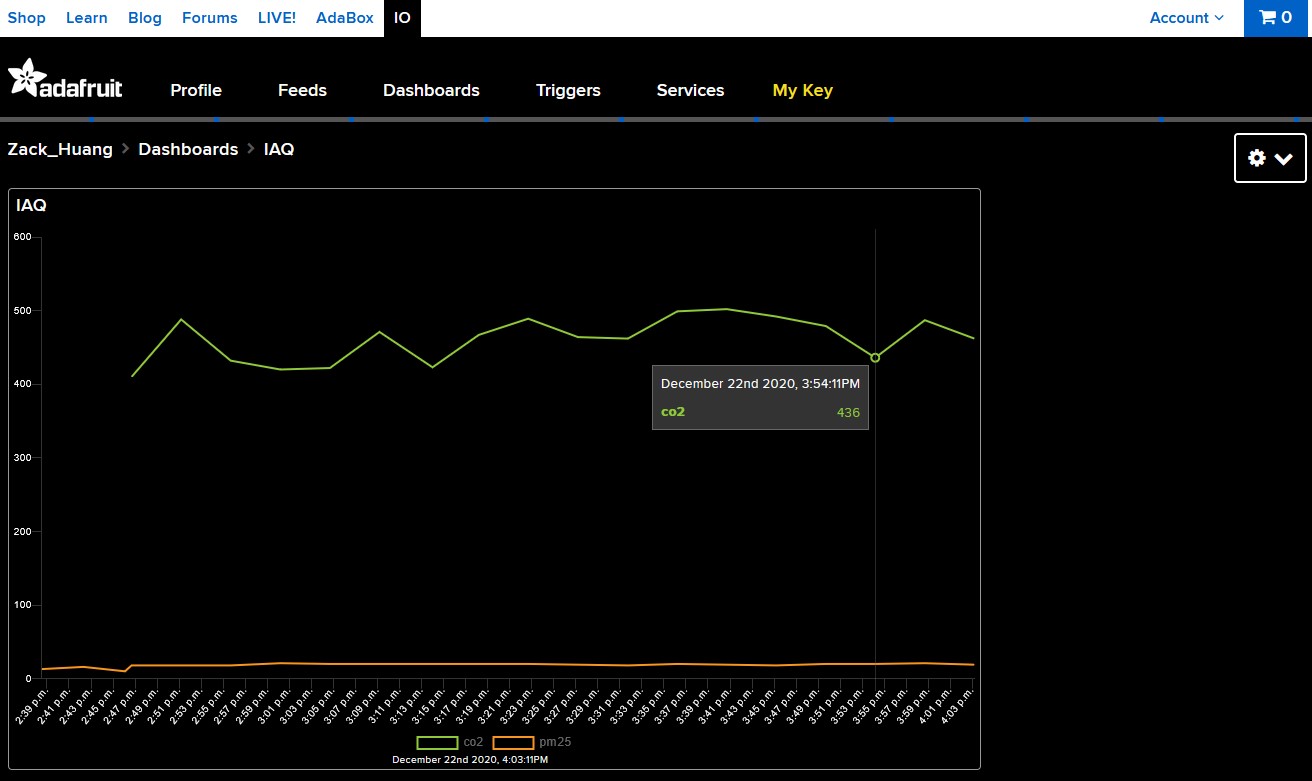 Shop Learn Blog Forums LIVE! AdaBox IO Account 0
adafruit Profile Feeds Dashboards Triggers Services My Key
Zack_Huang > Dashboards > IAQ
IAQ
600
500
400
300
200
100
0
December 22nd 2020, 3:54:11PM
co2 436
2:39 p.m. 2:41 p.m. 2:43 p.m. 2:45 p.m. 2:47 p.m. 2:49 p.m. 2:51 p.m. 2:53 p.m. 2:55 p.m. 2:57 p.m. 2:59 p.m. 3:01 p.m. 3:03 p.m. 3:05 p.m. 3:07 p.m. 3:09 p.m. 3:11 p.m. 3:13 p.m. 3:15 p.m. 3:17 p.m. 3:19 p.m. 3:21 p.m. 3:23 p.m. 3:25 p.m. 3:27 p.m. 3:29 p.m. 3:31 p.m. 3:33 p.m. 3:35 p.m. 3:37 p.m. 3:39 p.m. 3:41 p.m. 3:43 p.m. 3:45 p.m. 3:47 p.m. 3:49 p.m. 3:51 p.m. 3:53 p.m. 3:55 p.m. 3:57 p.m. 3:59 p.m. 4:01 p.m. 4:03 p.m.
co2 pm25
December 22nd 2020, 4:03:11PM